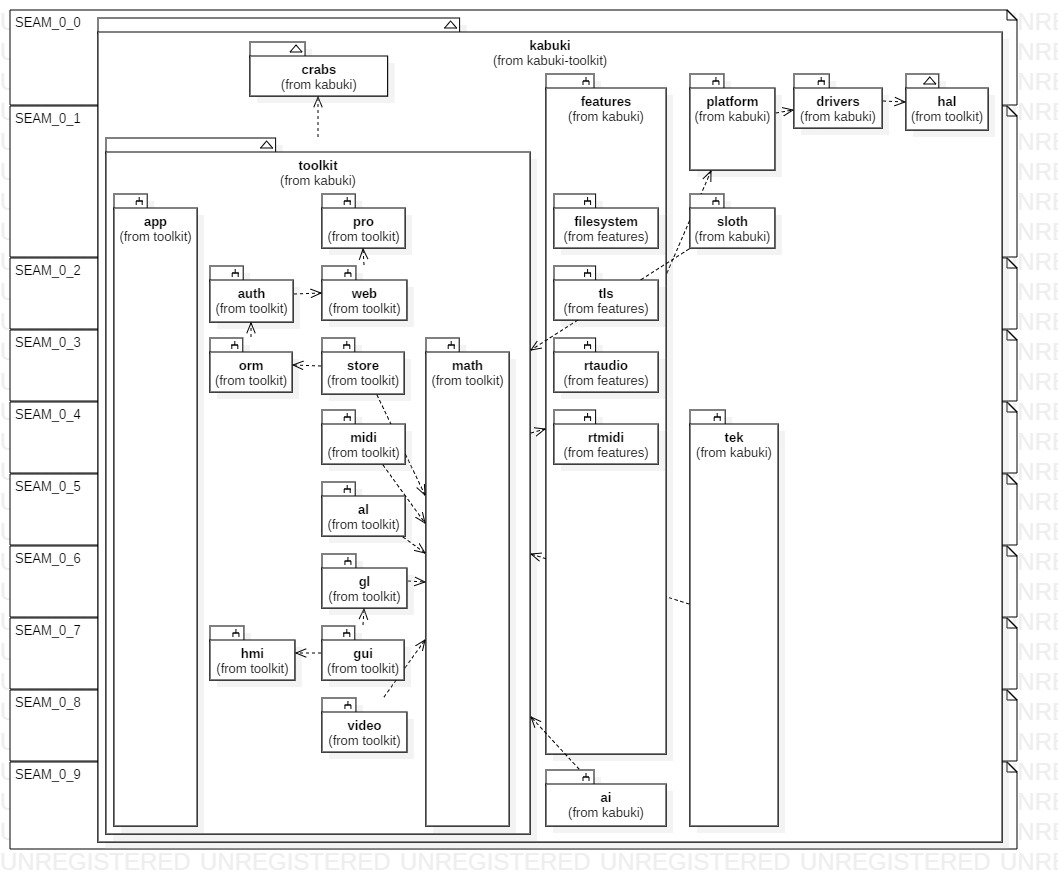 SEAM_0_0
kabuki
(from kabuki-toolkit)
crabs
(from kabuki)
features
(from kabuki)
platform
(from kabuki)
drivers
(from kabuki)
hal
(from toolkit)
SEAM_0_1
toolkit
(from kabuki)
app
(from toolkit)
pro
(from toolkit)
filesystem
(from features)
sloth
(from kabuki)
SEAM_0_2
auth
(from toolkit)
web
(from toolkit)
tls
(from features)
SEAM_0_3
orm
(from toolkit)
store
(from toolkit)
math
(from toolkit)
rtaudio
(from features)
SEAM_0_4
midi
(from toolkit)
rtmidi
(from features)
tek
(from kabuki)
SEAM_0_5
al
(from toolkit)
SEAM_0_6
gl
(from toolkit)
SEAM_0_7
hmi
(from toolkit)
gui
(from toolkit)
SEAM_0_8
video
(from toolkit)
SEAM_0_9
ai
(from kabuki)
UNREGISTERED UNREGISTERED UNREGISTERED UNREGISTERED UNREGISTERED